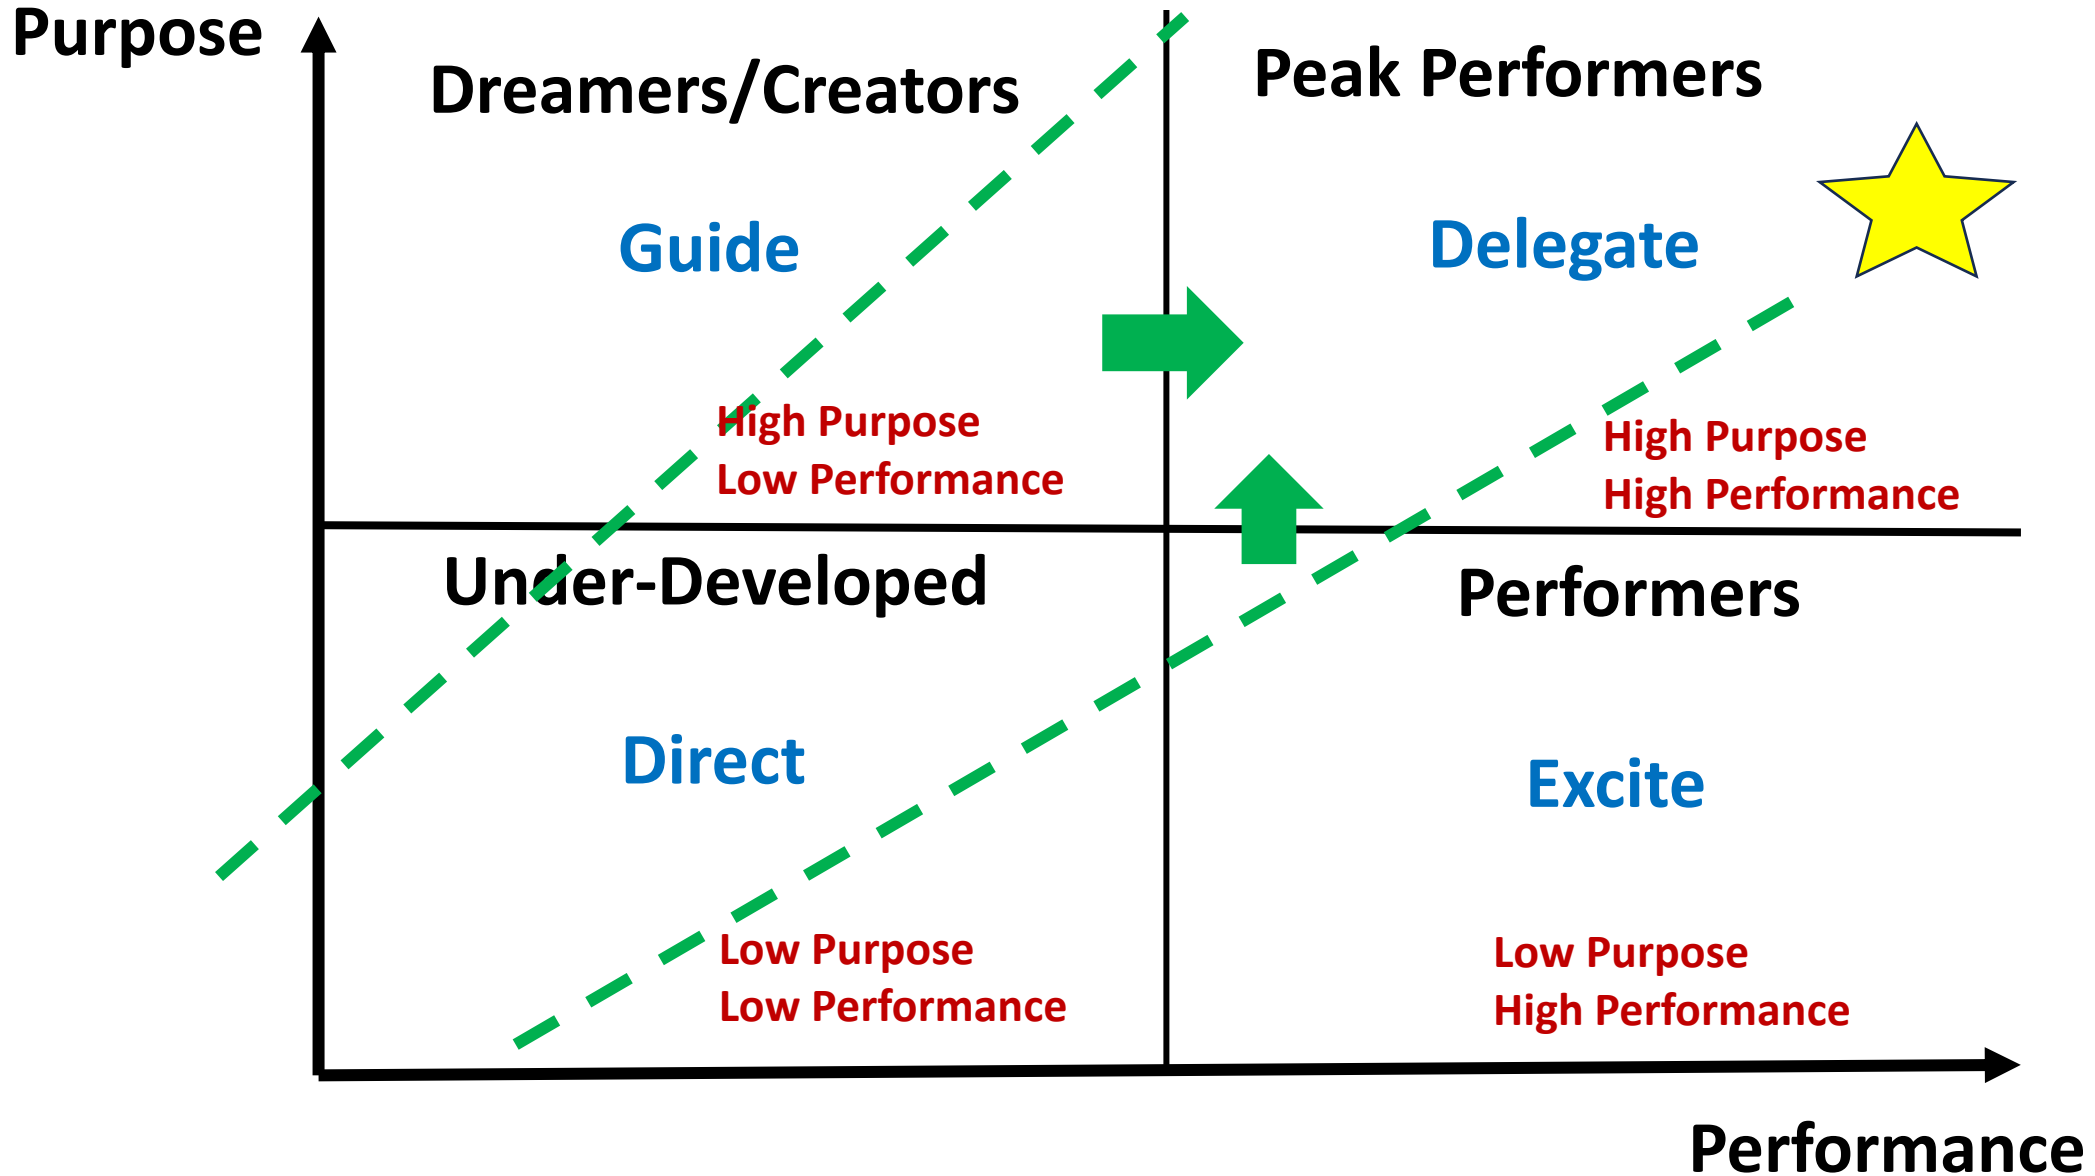 Purpose
Dreamers/Creators
Peak Performers
Guide
Delegate
High Purpose
Low Performance
High Purpose
High Performance
Under-Developed
Performers
Direct
Excite
Low Purpose
Low Performance
Low Purpose
High Performance
Performance